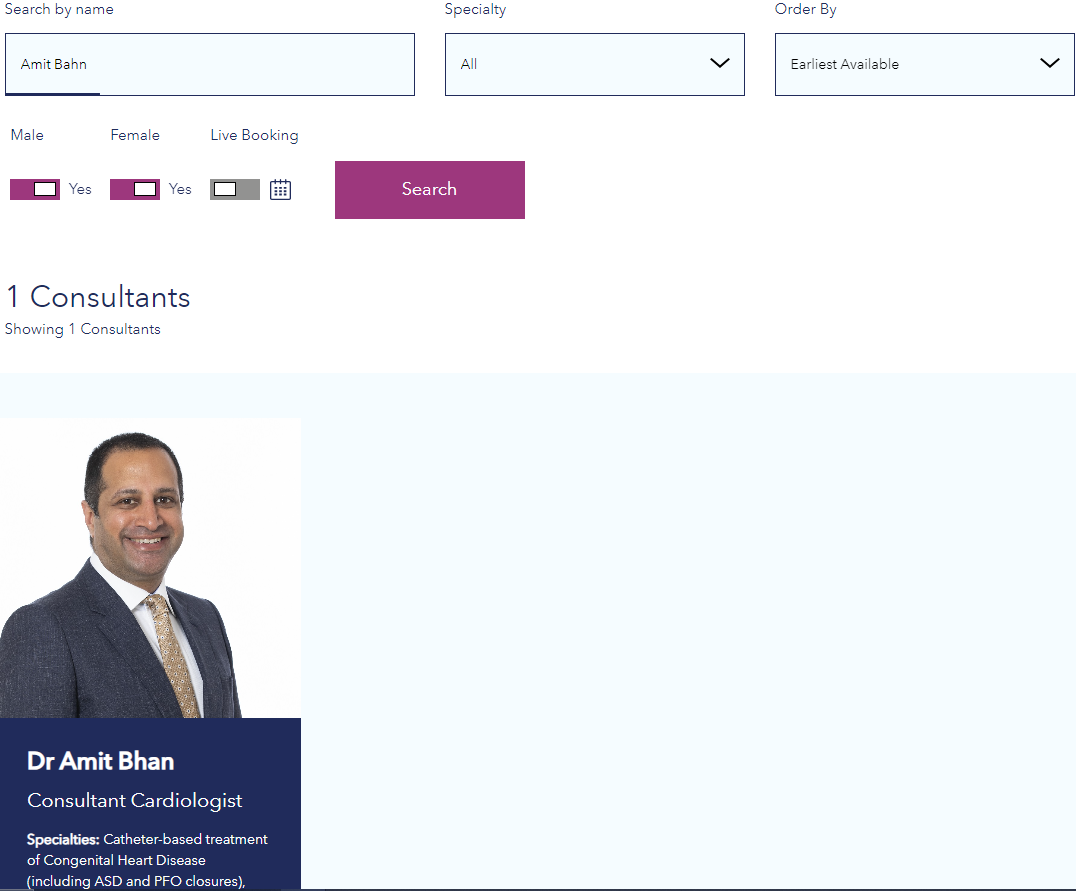 Search by name
Specialty
Order By
Amit Bahn
All
Earliest Available
Male
Female
Live Booking
Yes
Yes
Search
1 Consultants
Showing 1 Consultants
Dr Amit Bhan
Consultant Cardiologist
Specialties: Catheter-based treatment
of Congenital Heart Disease
(including ASD and PFO closures),